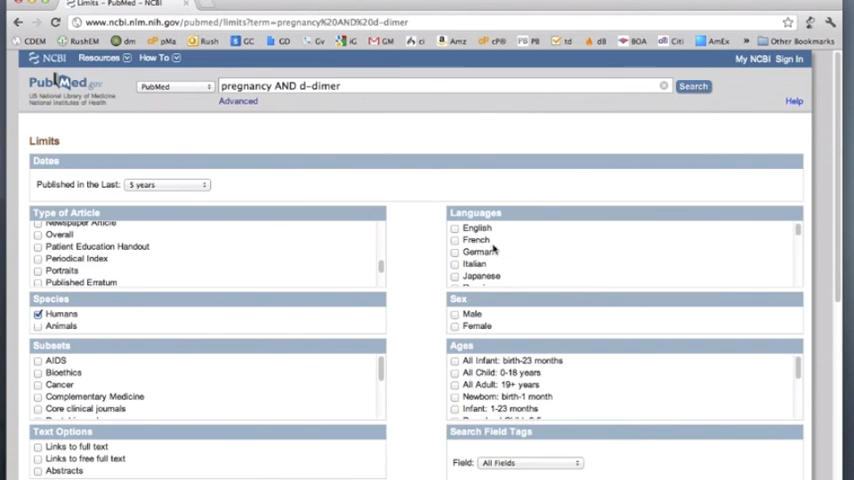 Limits – PubMed – NCBI
www.ncbi.nlm.nih.gov/pubmed/limits?term=pregnancy%20AND%20d-dimer
CDEM RushEM dm pMa Rush GC GD Gv iG GM ci Amz cP® PB td dB BOA Citi AmEx » Other Bookmarks
NCBI Resources How To My NCBI Sign In
PubMed.gov
US National Library of Medicine
National Institutes of Health
PubMed
pregnancy AND d-dimer
Search
Advanced
Help
Limits
Dates
Published in the Last: 5 years
Type of Article
Newspaper Article
Overall
Patient Education Handout
Periodical Index
Portraits
Published Erratum
Languages
English
French
German
Italian
Japanese
Species
Humans
Animals
Sex
Male
Female
Subsets
AIDS
Bioethics
Cancer
Complementary Medicine
Core clinical journals
Ages
All Infant: birth-23 months
All Child: 0-18 years
All Adult: 19+ years
Newborn: birth-1 month
Infant: 1-23 months
Text Options
Links to full text
Links to free full text
Abstracts
Search Field Tags
Field: All Fields